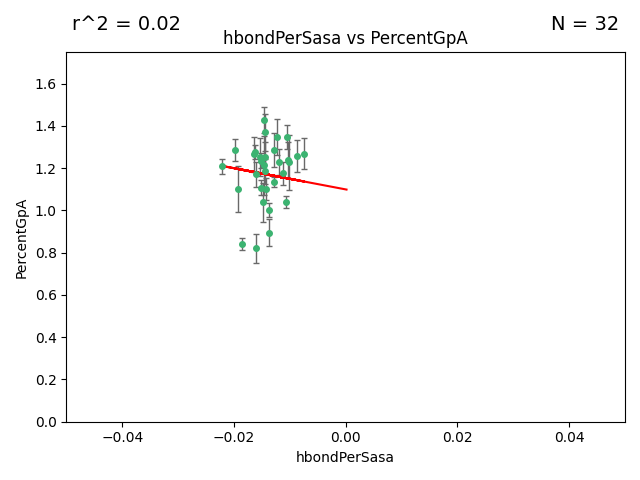 r^2 = 0.02
N = 32
hbondPerSasa vs PercentGpA
PercentGpA
1.6
1.4
1.2
1.0
0.8
0.6
0.4
0.2
0.0
−0.04
−0.02
0.00
0.02
0.04
hbondPerSasa